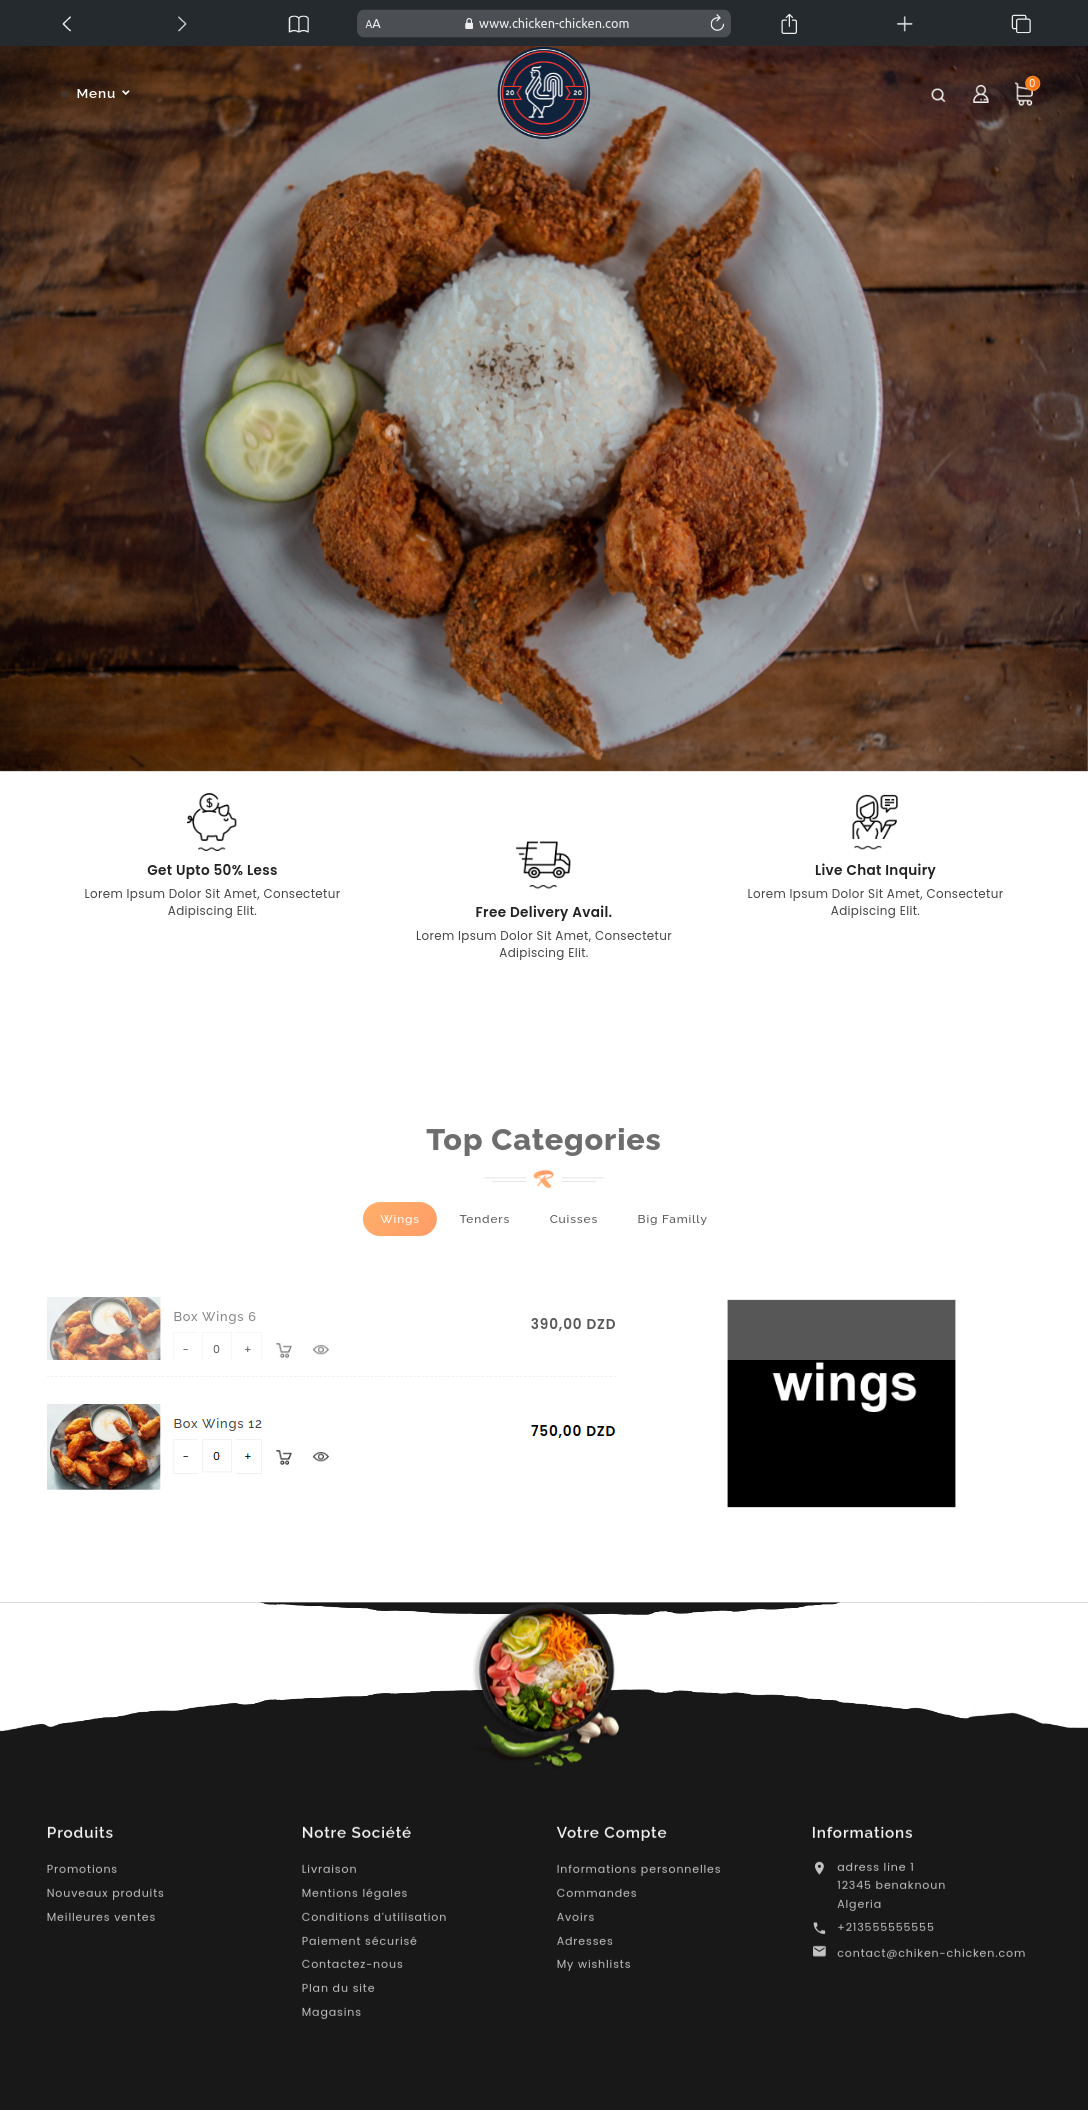 AA
www.chicken-chicken.com
Menu
20 20
0
Get Upto 50% Less
Lorem Ipsum Dolor Sit Amet, Consectetur
Adipiscing Elit.
Free Delivery Avail.
Lorem Ipsum Dolor Sit Amet, Consectetur
Adipiscing Elit.
Live Chat Inquiry
Lorem Ipsum Dolor Sit Amet, Consectetur
Adipiscing Elit.
Top Categories
Wings
Tenders
Cuisses
Big Familly
Box Wings 6
390,00 DZD
- 0 +
Box Wings 12
750,00 DZD
- 0 +
wings
Produits
Promotions
Nouveaux produits
Meilleures ventes
Notre Société
Livraison
Mentions légales
Conditions d'utilisation
Paiement sécurisé
Contactez-nous
Plan du site
Magasins
Votre Compte
Informations personnelles
Commandes
Avoirs
Adresses
My wishlists
Informations
adress line 1
12345 benaknoun
Algeria
+213555555555
contact@chiken-chicken.com